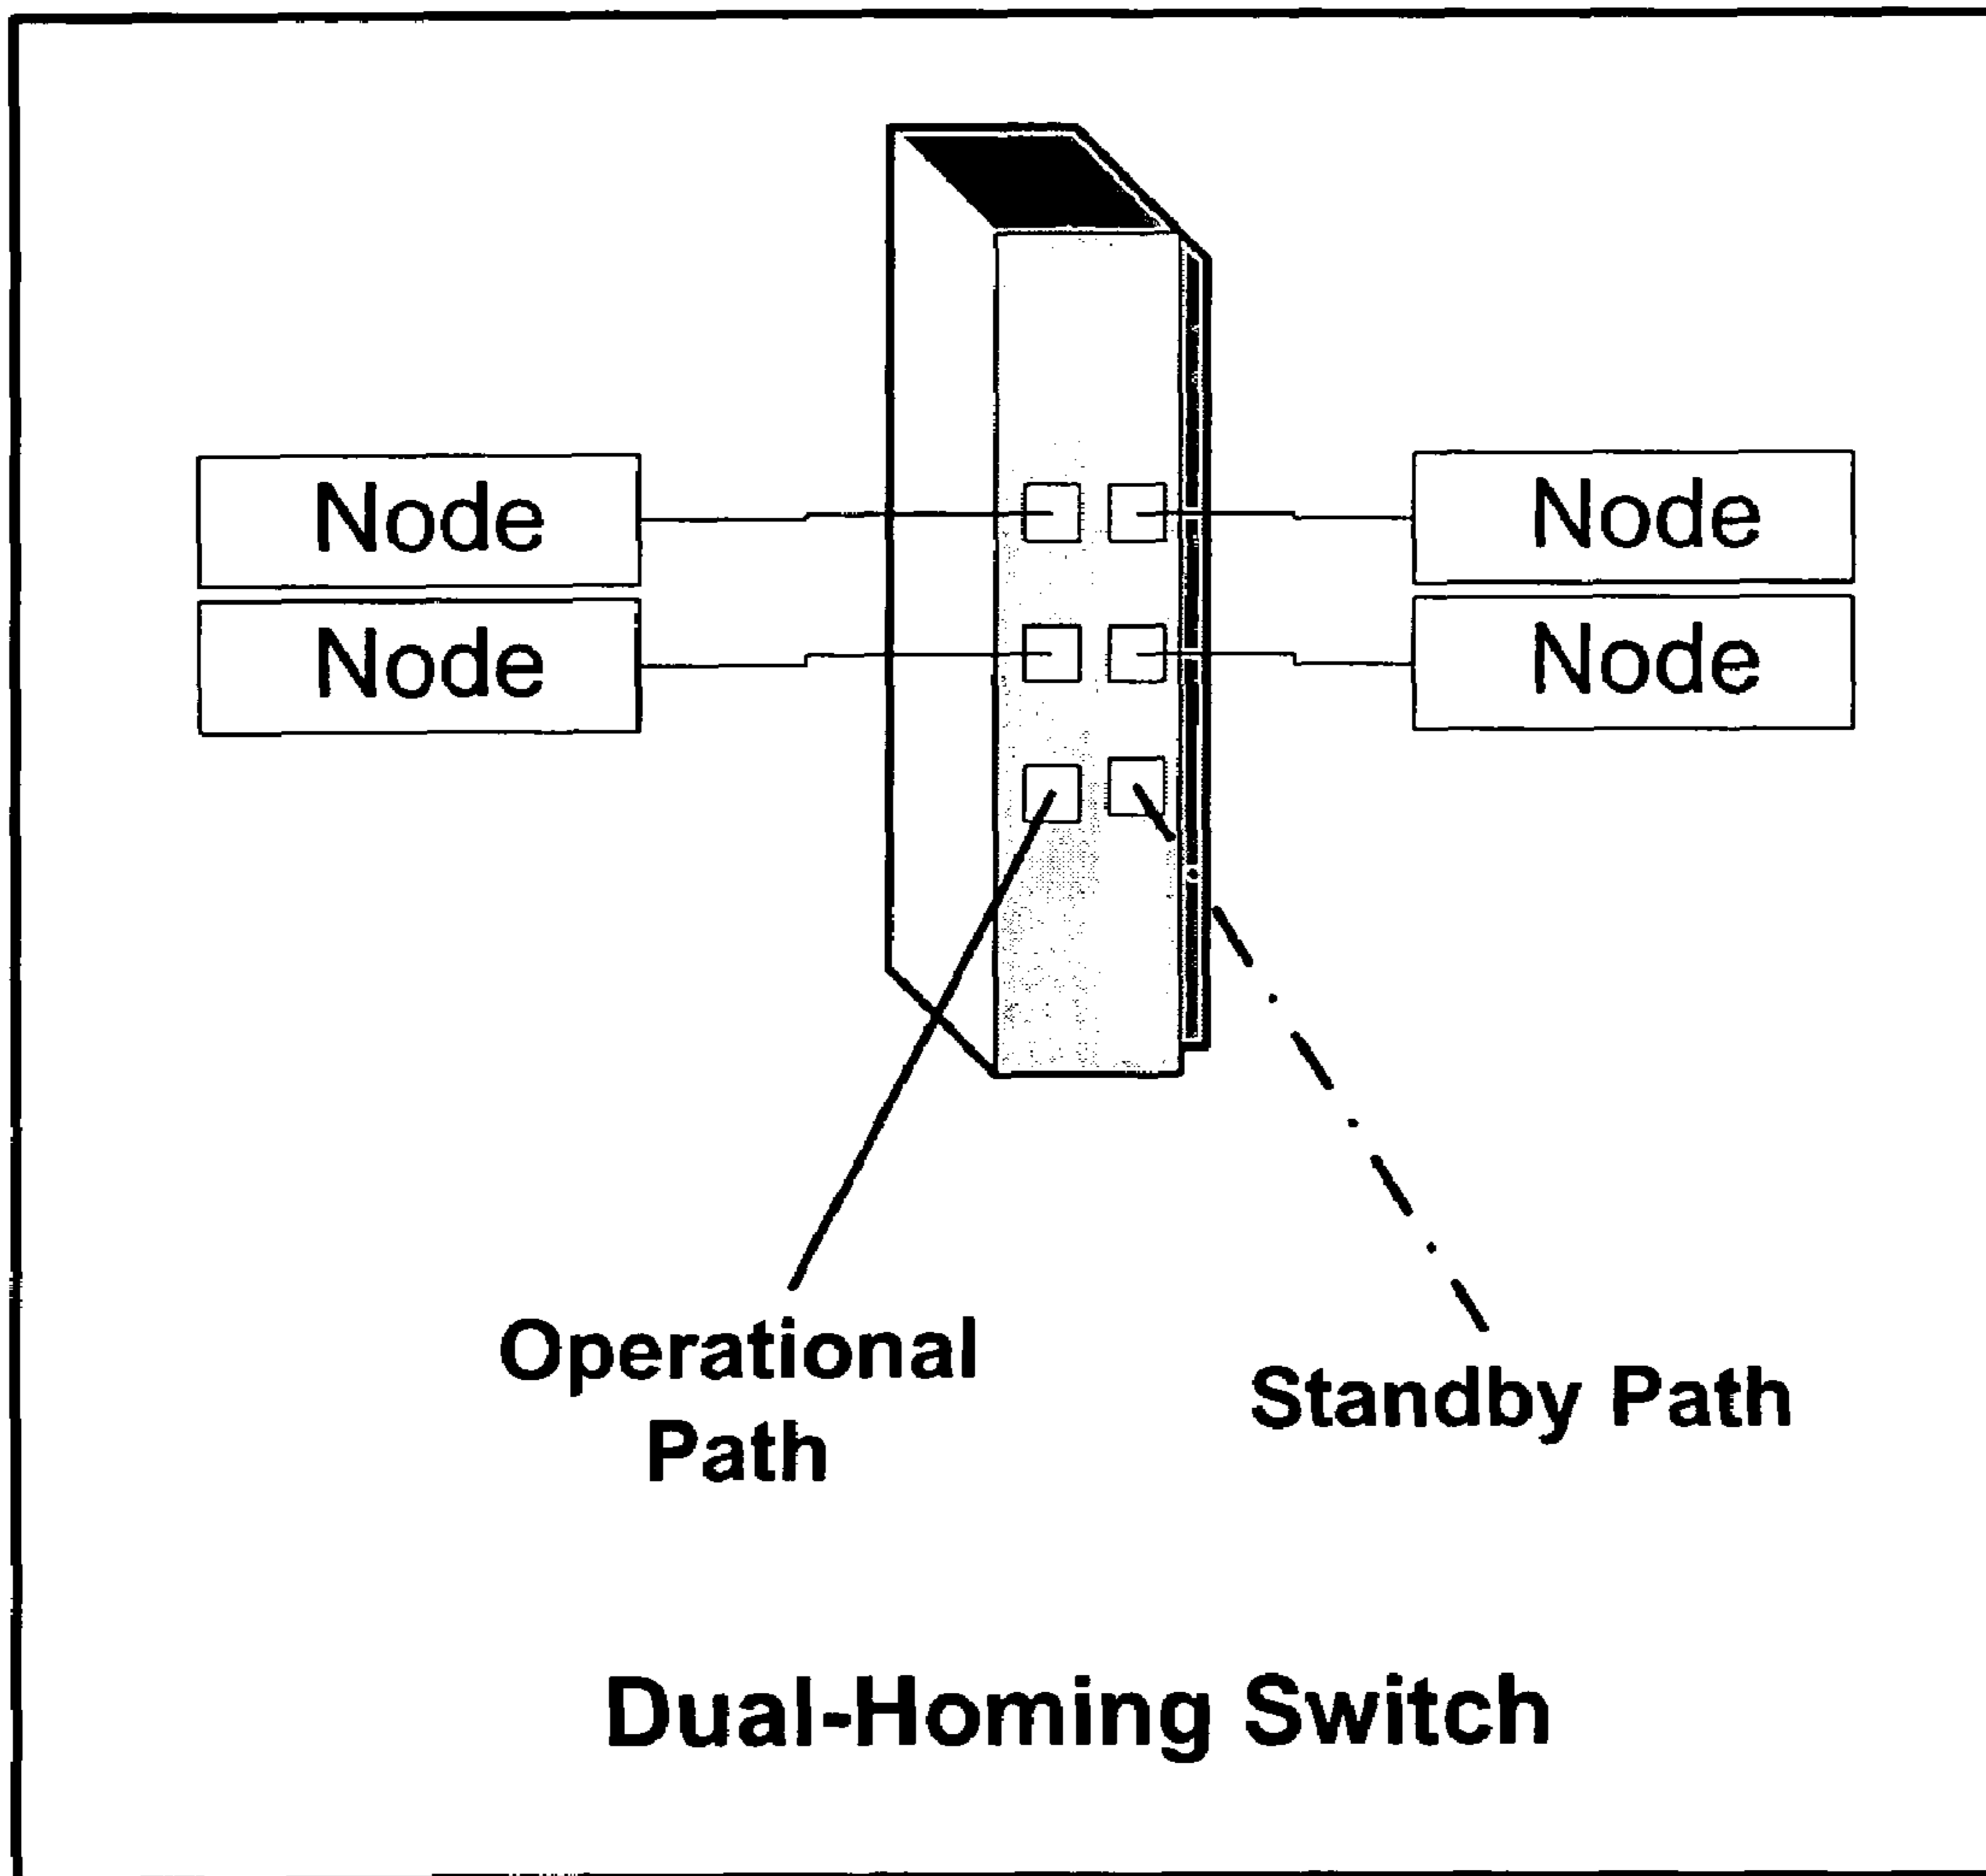 Node
Node
Node
Node
Operational
Path
Standby Path
Dual-Homing Switch